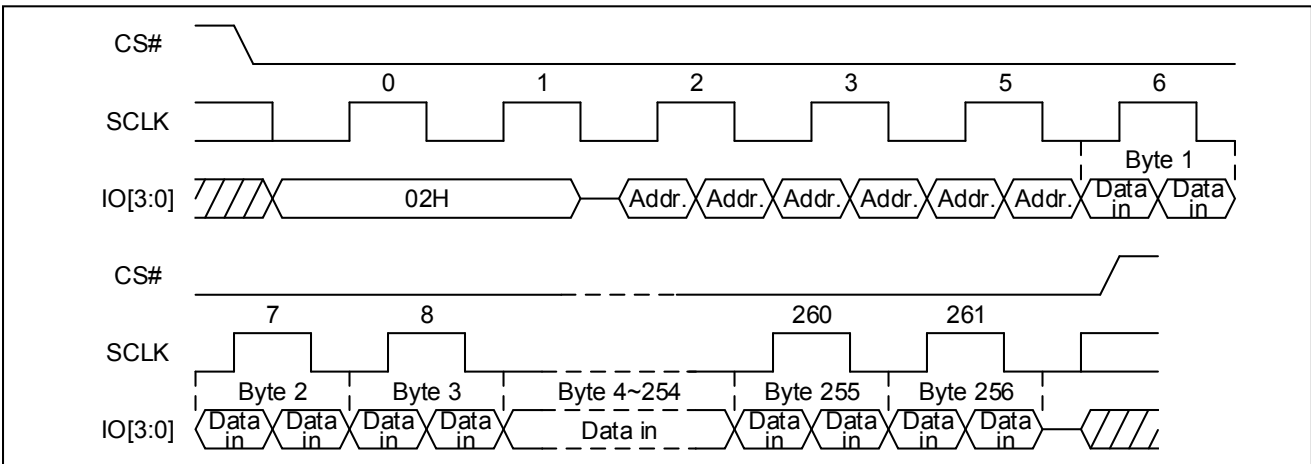 CS#
0 1 2 3 5 6
SCLK
Byte 1
IO[3:0] 02H Addr. Addr. Addr. Addr. Addr. Addr. Data in Data in
CS#
7 8 260 261
SCLK
Byte 2 Byte 3 Byte 4~254 Byte 255 Byte 256
IO[3:0] Data in Data in Data in Data in Data in Data in Data in Data in Data in